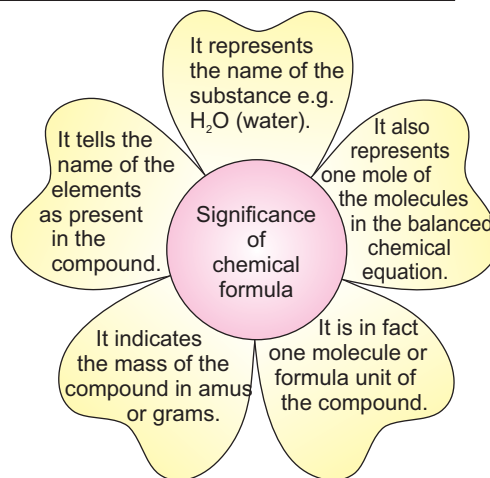 It represents
the name of the
substance e.g.
H₂O (water).
It also
represents
one mole of
the molecules
in the balanced
chemical
equation.
It is in fact
one molecule or
formula unit of
the compound.
It indicates
the mass of the
compound in amus
or grams.
It tells the
name of the
elements
as present
in the
compound.
Significance
of
chemical
formula